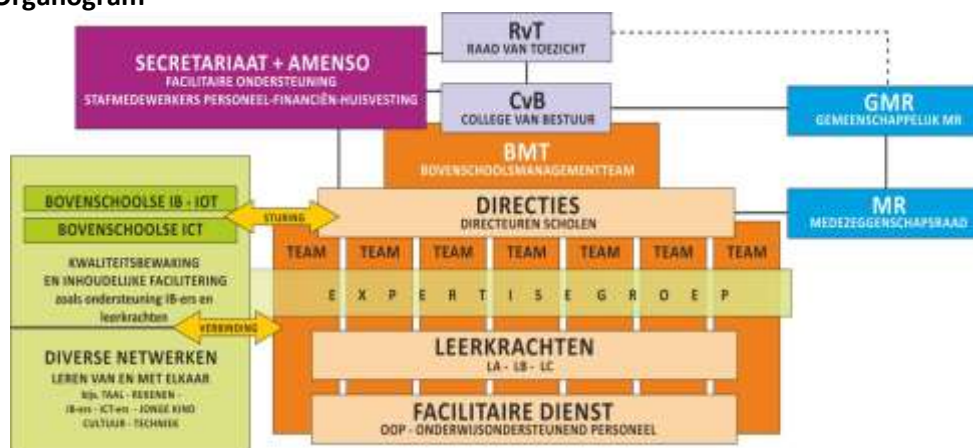 Organogram
RvT
RAAD VAN TOEZICHT
SECRETARIAAT + AMENSO
FACILITAIRE ONDERSTEUNING
STAFMEDEWERKERS PERSONEEL-FINANCIËN-HUISVESTING
CvB
COLLEGE VAN BESTUUR
GMR
GEMEENSCHAPPELIJK MR
BMT
BOVENSCHOOLSMANAGEMENTTEAM
BOVENSCHOOLSE IB - IOT
BOVENSCHOOLSE ICT
STURING
DIRECTIES
DIRECTEUREN SCHOLEN
MR
MEDEZEGGENSCHAPSRAAD
TEAM TEAM TEAM TEAM TEAM TEAM TEAM
KWALITEITSBEWAKING
EN INHOUDELIJKE FACILITERING
zoals ondersteuning IB-ers en
leerkrachten
E X P E R T I S E G R O E P
VERBINDING
LEERKRACHTEN
LA - LB - LC
DIVERSE NETWERKEN
LEREN VAN EN MET ELKAAR
bijv. TAAL - REKENEN -
IB-ers - ICT-ers - JONGE KIND
CULTUUR - TECHNIEK
FACILITAIRE DIENST
OOP - ONDERWIJSONDERSTEUNEND PERSONEEL